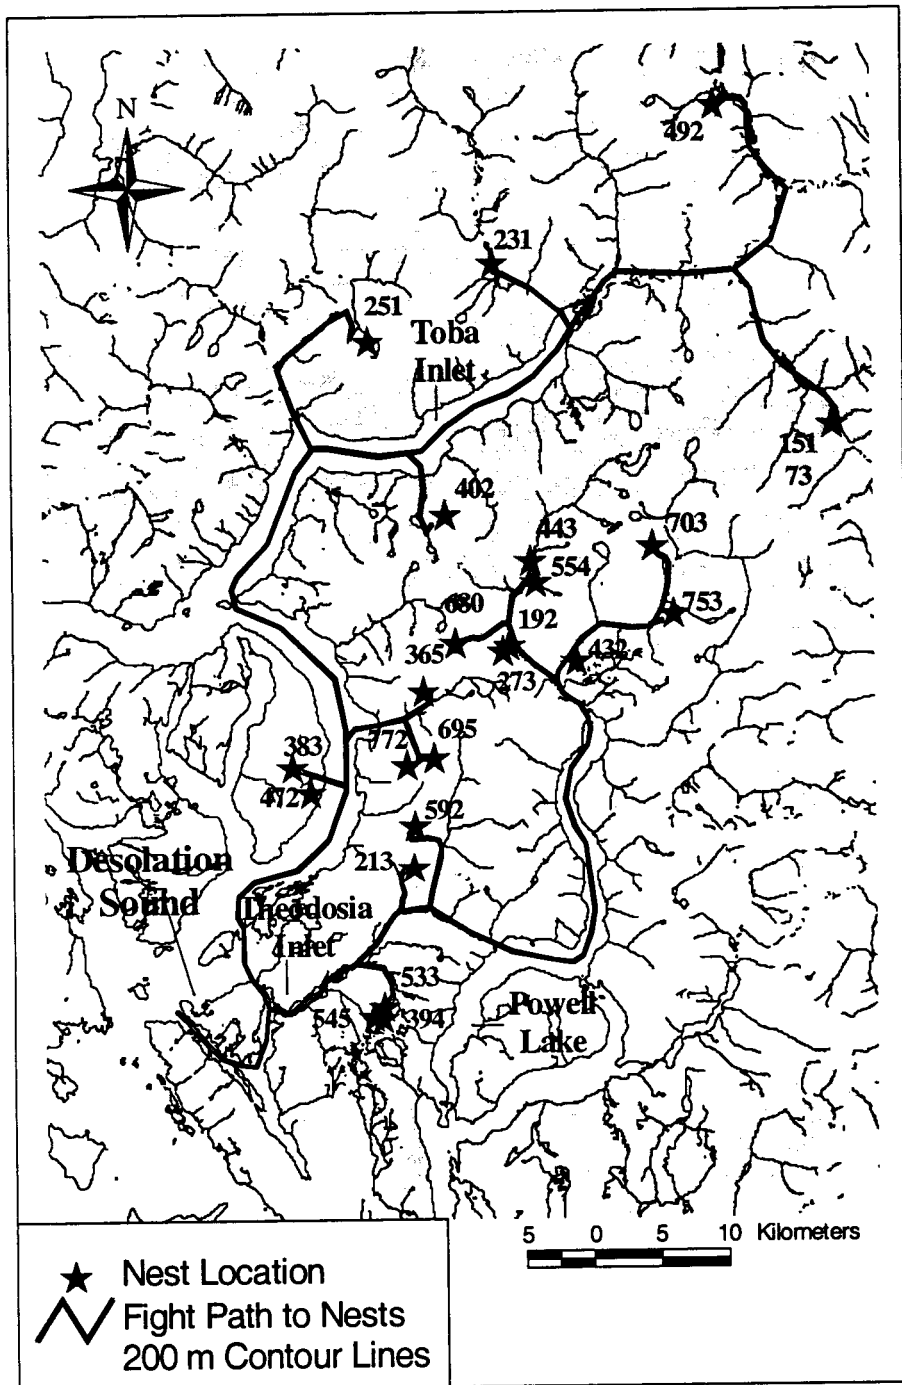 N
492
231
251
Toba
Inlet
151
73
402
443
703
554
680
192
753
365
432
273
772
695
383
472
592
Desolation
Sound
213
Theodosia
Inlet
533
545
394
Powell
Lake
5 0 5 10 Kilometers
Nest Location
Fight Path to Nests
200 m Contour Lines